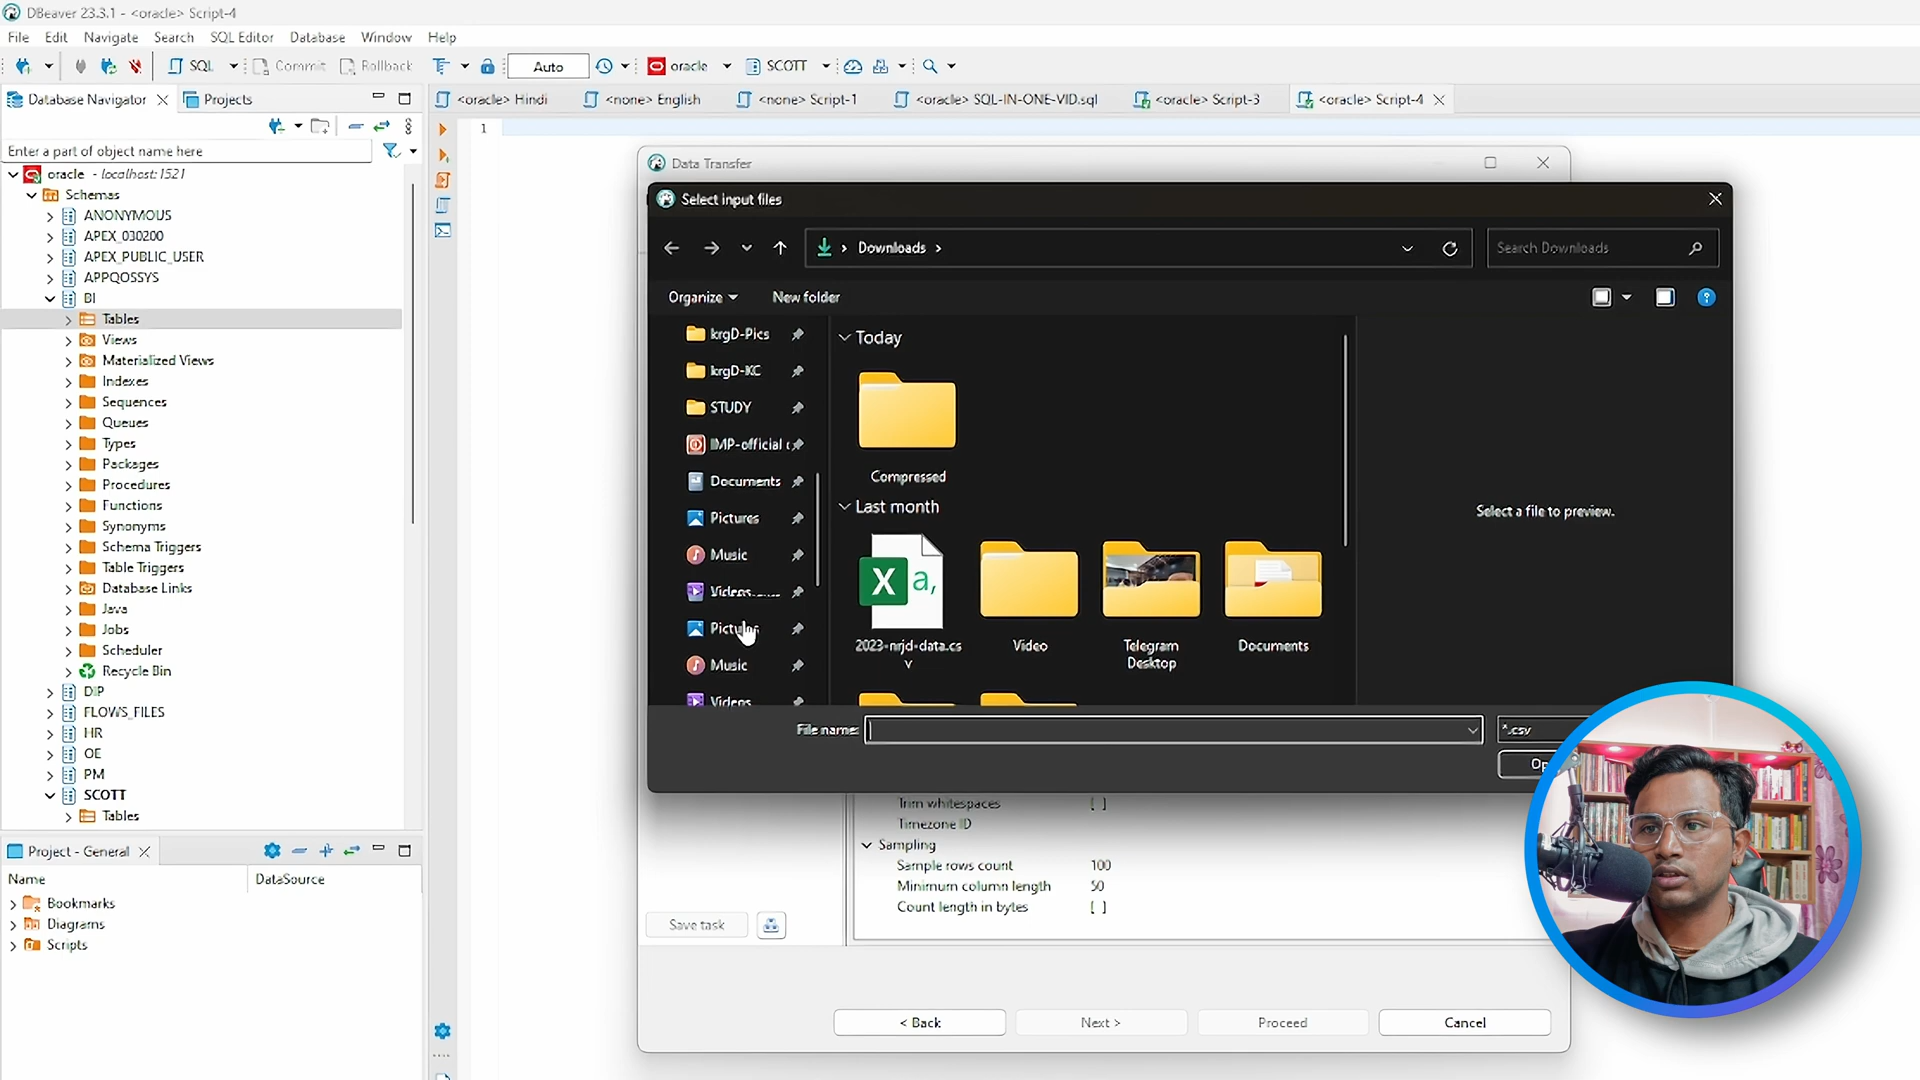 DBeaver 23.3.1 - <oracle> Script-4
File Edit Navigate Search SQL Editor Database Window Help
SQL Commit Rollback Auto oracle SCOTT
Database Navigator Projects
<oracle> Hindi <none> English <none> Script-1 <oracle> SQL-IN-ONE-VID.sql <oracle> Script-3 <oracle> Script-4
1
Enter a part of object name here
oracle - localhost:1521
Schemas
ANONYMOUS
APEX_030200
APEX_PUBLIC_USER
APPQOSSYS
BI
Tables
Views
Materialized Views
Indexes
Sequences
Queues
Types
Packages
Procedures
Functions
Synonyms
Schema Triggers
Table Triggers
Database Links
Java
Jobs
Scheduler
Recycle Bin
DIP
FLOWS_FILES
HR
OE
PM
SCOTT
Tables
Project - General
Name DataSource
Bookmarks
Diagrams
Scripts
Data Transfer
Select input files
Downloads
Search Downloads
Organize New folder
krgD-Pics
krgD-KC
STUDY
IMP-official
Documents
Pictures
Music
Videos
Pictures
Music
Videos
Today
Compressed
Last month
2023-nrjd-data.cs
v
Video
Telegram
Desktop
Documents
Select a file to preview.
File name:
*.csv
Trim whitespaces [ ]
Timezone ID
Sampling
Sample rows count 100
Minimum column length 50
Count length in bytes [ ]
Save task
< Back Next > Proceed Cancel